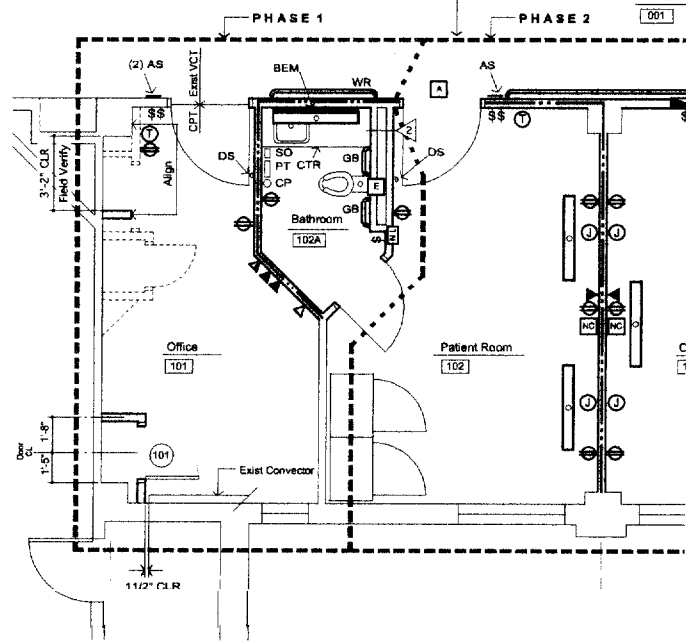 001
PHASE 1
PHASE 2
(2) AS
Exist VCT
CPT
BEM
WR
A
AS
$$
T
$$
T
$
3'-2" CLR
Field Verify
Align
DS
SO
PT
CP
CTR
GB
2
DS
E
GB
Bathroom
102A
$
N
J
J
NC
NC
Office
101
Patient Room
102
C
1
J
J
Door
CL
1'-8"
1'-5"
101
Exist Convector
11/2" CLR